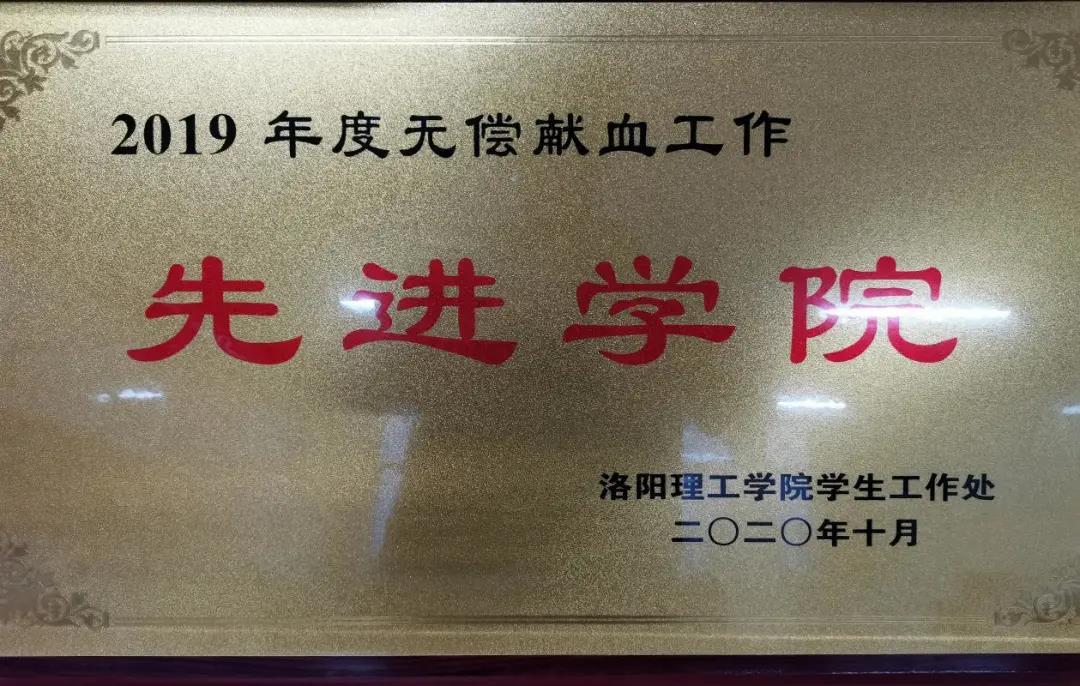 2019 年度无偿献血工作
先进学院
洛阳理工学院学生工作处
二〇二〇年十月